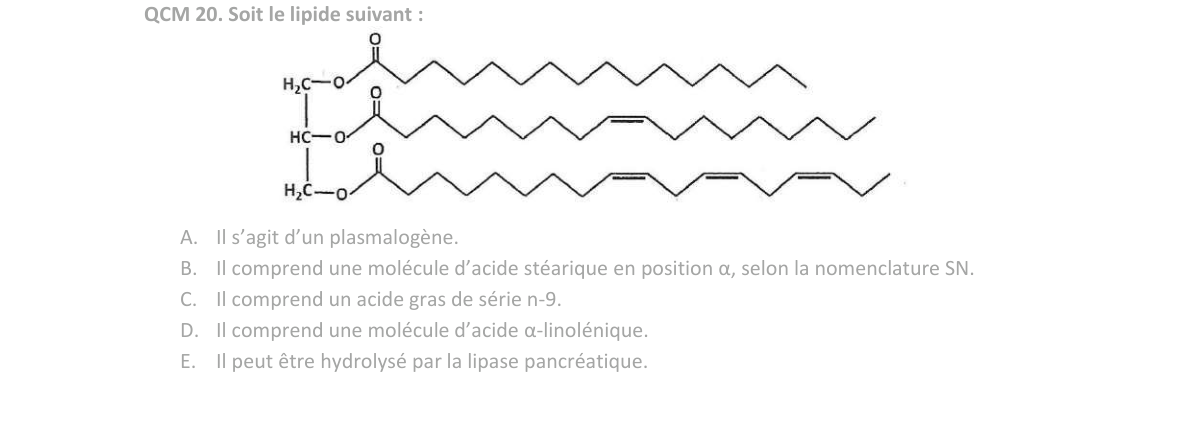 QCM 20. Soit le lipide suivant :
O
H₂C—O
O
HC—O
O
H₂C—O
A. Il s’agit d’un plasmalogène.
B. Il comprend une molécule d’acide stéarique en position α, selon la nomenclature SN.
C. Il comprend un acide gras de série n-9.
D. Il comprend une molécule d’acide α-linolénique.
E. Il peut être hydrolysé par la lipase pancréatique.